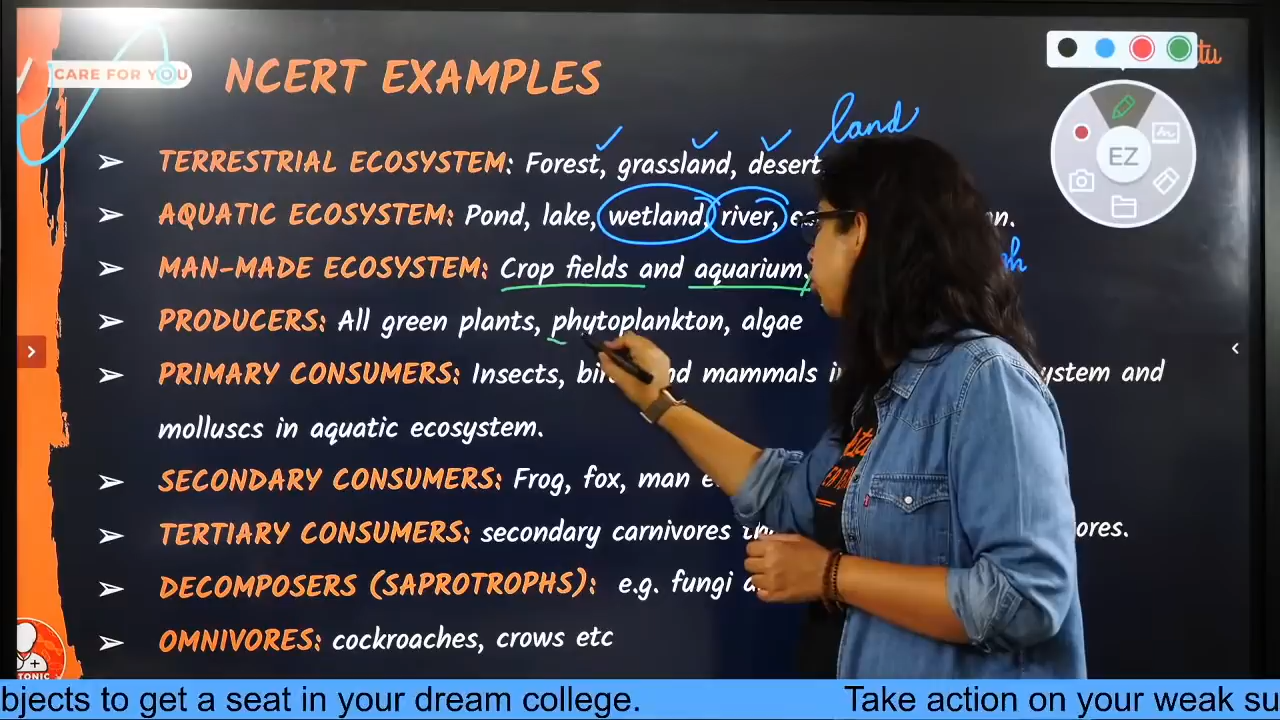 CARE FOR YOU
NCERT EXAMPLES
land
➢ TERRESTRIAL ECOSYSTEM: Forest, grassland, desert
➢ AQUATIC ECOSYSTEM: Pond, lake, wetland, river,
➢ MAN-MADE ECOSYSTEM: Crop fields and aquarium,
➢ PRODUCERS: All green plants, phytoplankton, algae
➢ PRIMARY CONSUMERS: Insects, and mammals and
molluscs in aquatic ecosystem.
➢ SECONDARY CONSUMERS: Frog, fox, man
➢ TERTIARY CONSUMERS: secondary carnivores
➢ DECOMPOSERS (SAPROTROPHS): e.g. fungi
➢ OMNIVORES: cockroaches, crows etc
EZ
bjects to get a seat in your dream college. Take action on your weak su